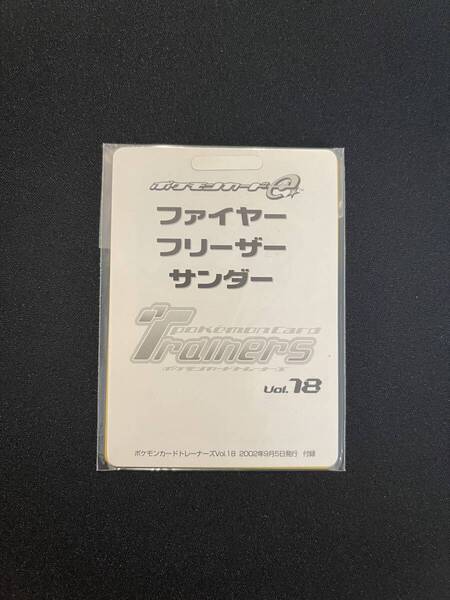 ポケモンカードe
ファイヤー
フリーザー
サンダー
pokémon card
Trainers
ポケモンカードトレーナーズ
Vol.18
ポケモンカードトレーナーズVol.18 2002年9月5日発行 付録